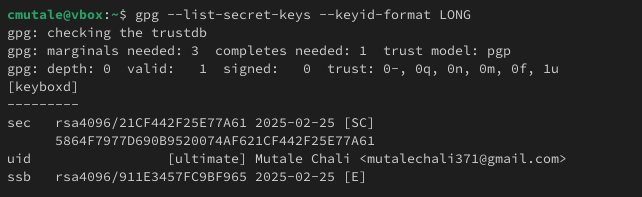 cmutale@vbox:~$ gpg --list-secret-keys --keyid-format LONG
gpg: checking the trustdb
gpg: marginals needed: 3  completes needed: 1  trust model: pgp
gpg: depth: 0  valid:   1  signed:   0  trust: 0-, 0q, 0n, 0m, 0f, 1u
[keyboxd]
---------
sec   rsa4096/21CF442F25E77A61 2025-02-25 [SC]
      5864F7977D690B9520074AF621CF442F25E77A61
uid                 [ultimate] Mutale Chali <mutalechali371@gmail.com>
ssb   rsa4096/911E3457FC9BF965 2025-02-25 [E]